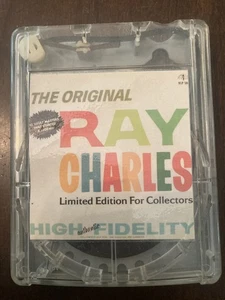 THE ORIGINAL
RAY
CHARLES
Limited Edition For Collectors
HIGH FIDELITY